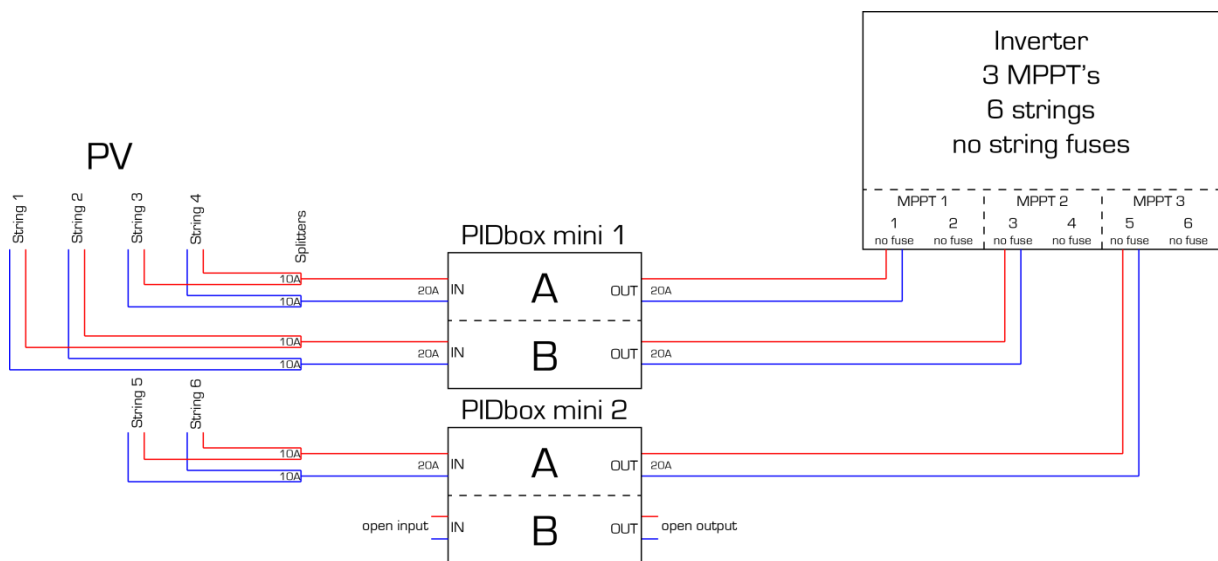 Inverter
3 MPPT's
6 strings
no string fuses
MPPT 1
MPPT 2
MPPT 3
1
2
3
4
5
6
no fuse
no fuse
no fuse
no fuse
no fuse
no fuse
PV
String 1
String 2
String 3
String 4
Splitters
PIDbox mini 1
10A
10A
20A
IN
A
OUT
20A
10A
10A
20A
IN
B
OUT
20A
String 5
String 6
PIDbox mini 2
10A
10A
20A
IN
A
OUT
20A
open input
IN
B
OUT
open output